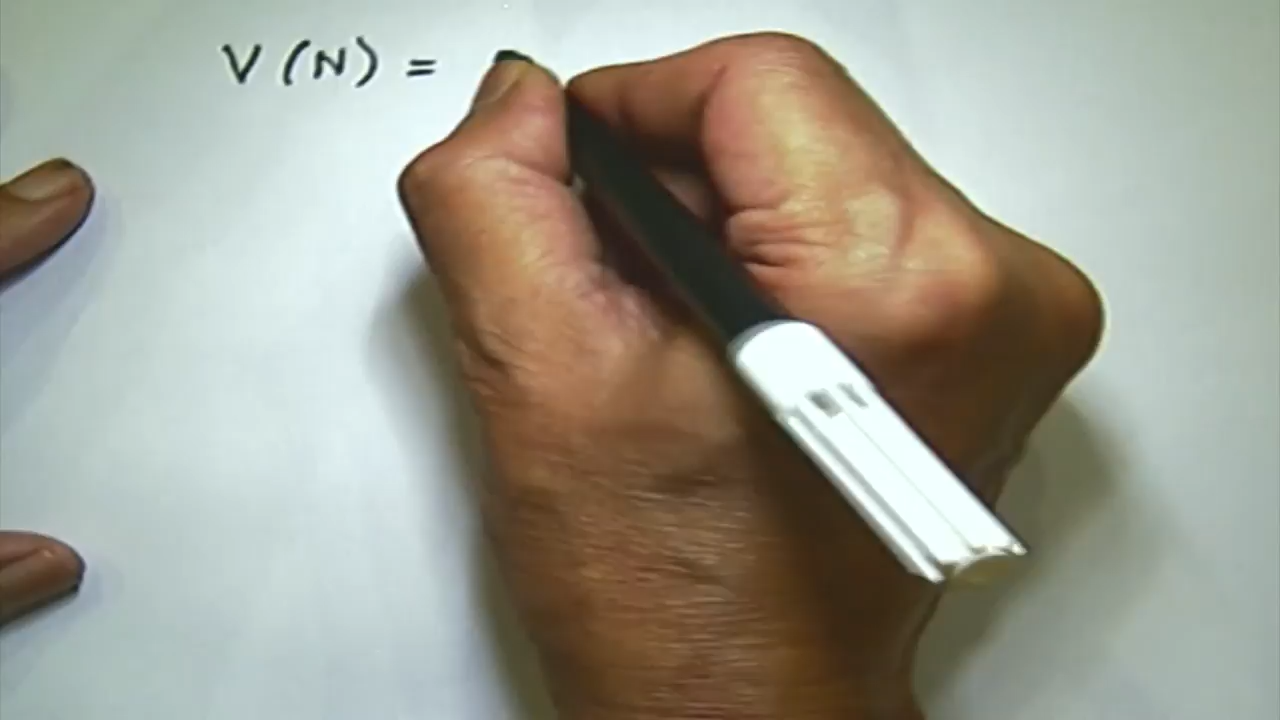 V (N) =